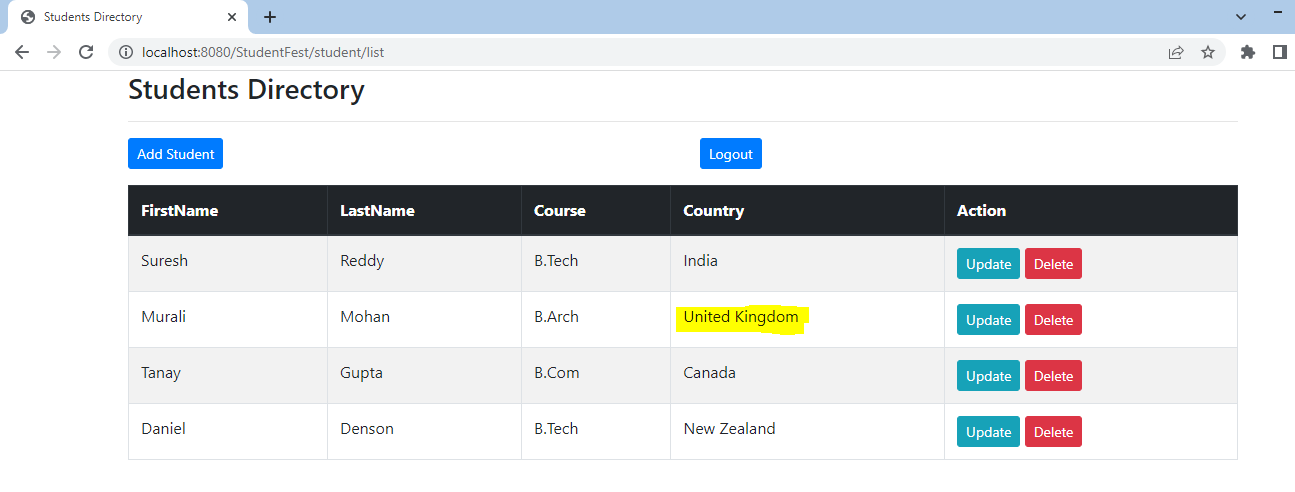 Students Directory
localhost:8080/StudentFest/student/list
Students Directory
Add Student Logout
FirstName LastName Course Country Action
Suresh Reddy B.Tech India Update Delete
Murali Mohan B.Arch United Kingdom Update Delete
Tanay Gupta B.Com Canada Update Delete
Daniel Denson B.Tech New Zealand Update Delete